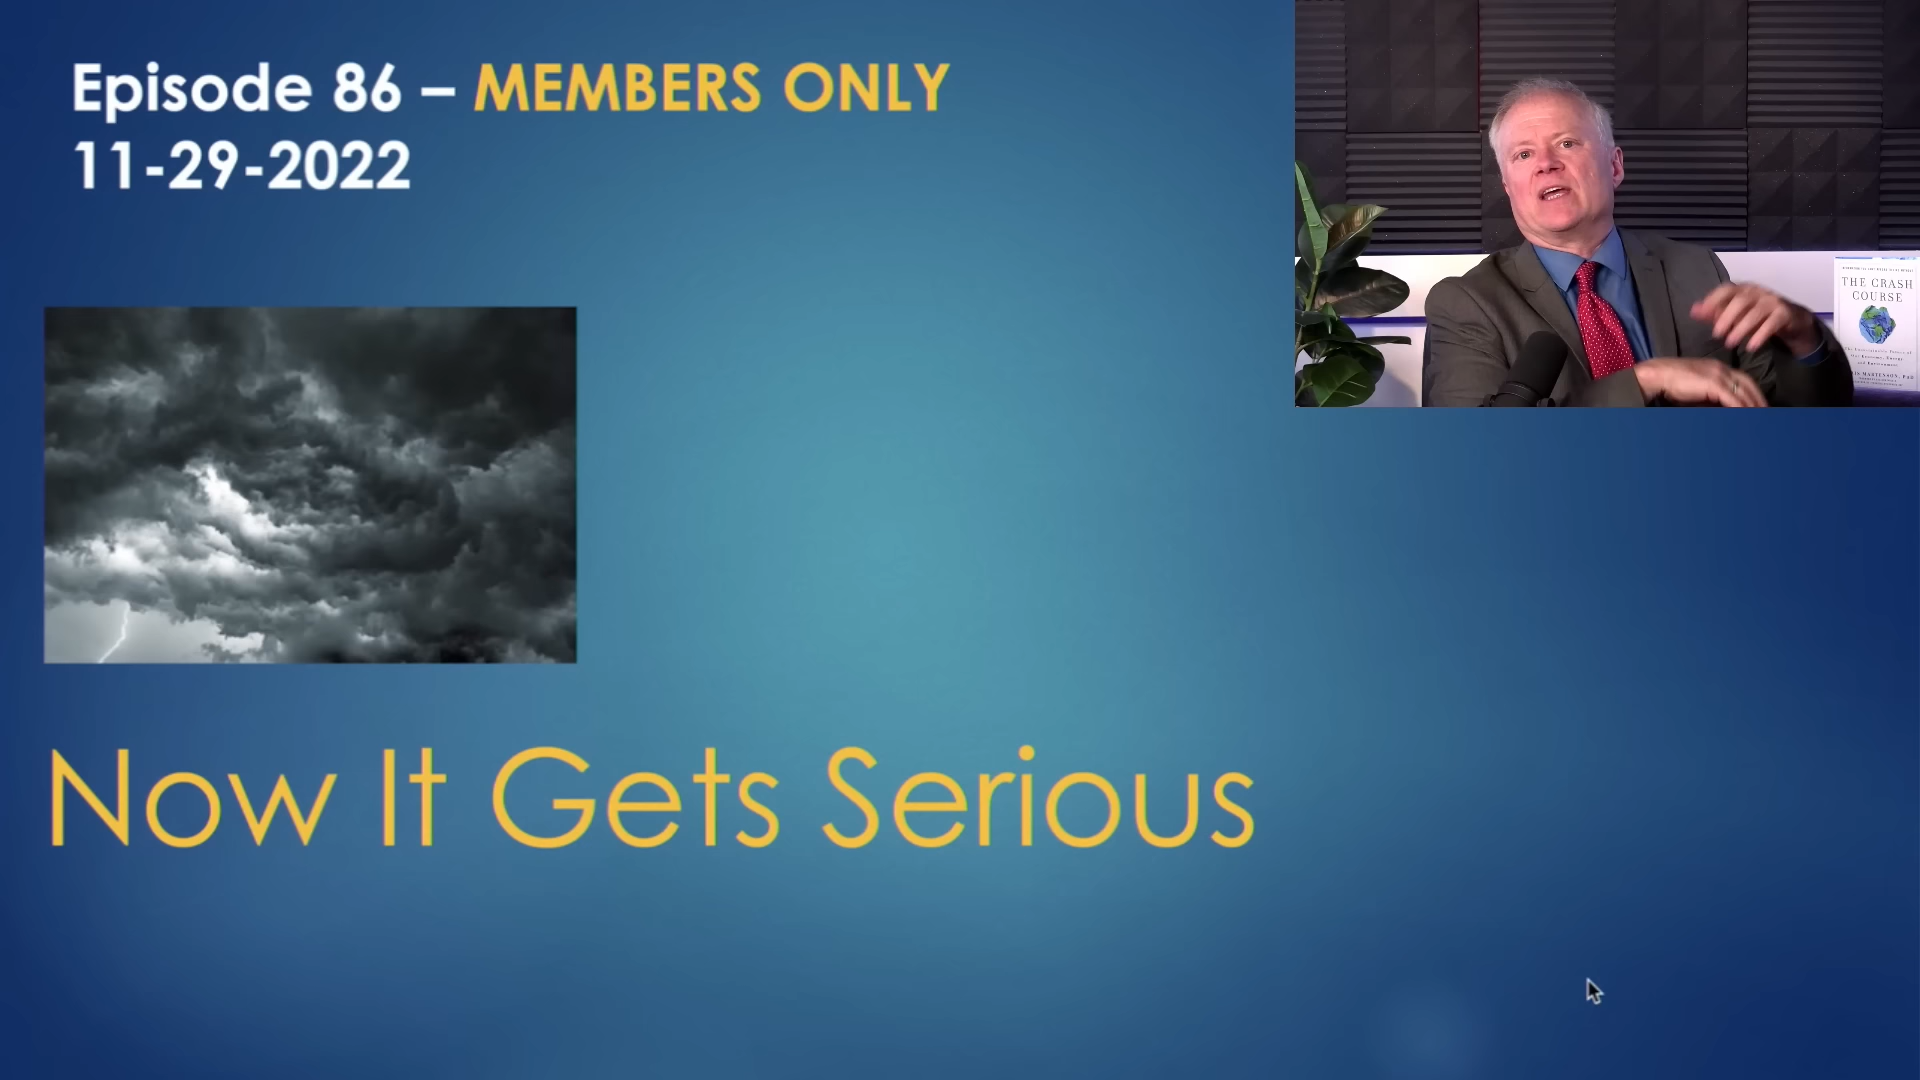 Episode 86 – MEMBERS ONLY
11-29-2022
THE CRASH
COURSE
Now It Gets Serious